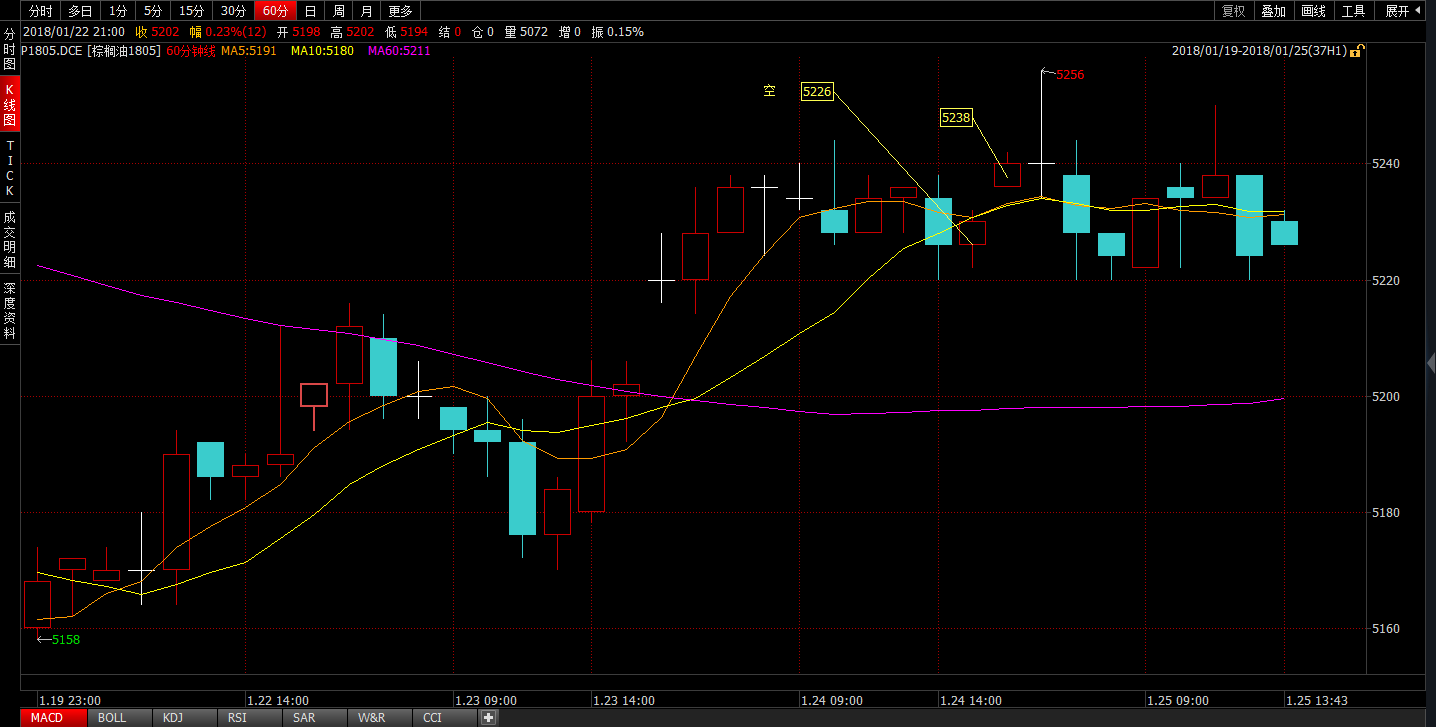 分时 多日 1分 5分 15分 30分 60分 日 周 月 更多 复权 叠加 画线 工具 展开
2018/01/22 21:00 收 5202 幅 0.23%(12) 开 5198 高 5202 低 5194 结 0 仓 0 量 5072 增 0 振 0.15%
P1805.DCE [棕榈油1805] 60分钟线 MA5:5191 MA10:5180 MA60:5211 2018/01/19-2018/01/25(37H1)
分时图
K线图
TICK
成交明细
深度资料
5256
空 5226
5238
5240
5220
5200
5180
5160
5158
1.19 23:00 1.22 14:00 1.23 09:00 1.23 14:00 1.24 09:00 1.24 14:00 1.25 09:00 1.25 13:43
MACD BOLL KDJ RSI SAR W&R CCI